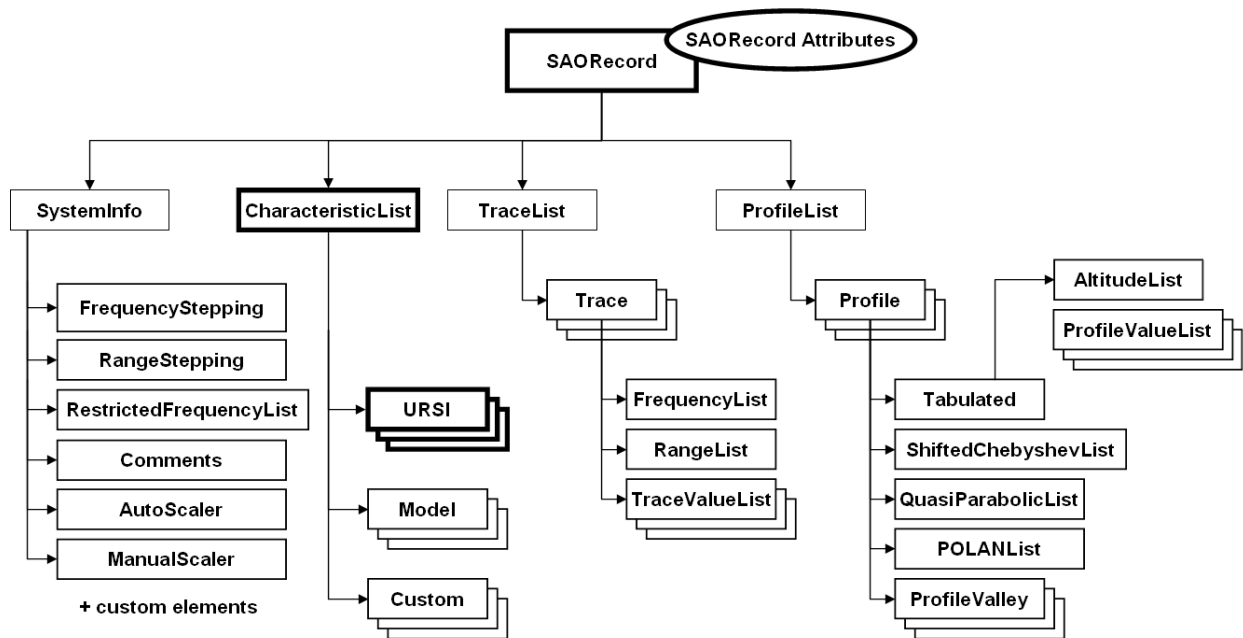 SAORecord Attributes
SAORecord
SystemInfo
CharacteristicList
TraceList
ProfileList
FrequencyStepping
RangeStepping
RestrictedFrequencyList
Comments
AutoScaler
ManualScaler
+ custom elements
URSI
Model
Custom
Trace
FrequencyList
RangeList
TraceValueList
Profile
AltitudeList
ProfileValueList
Tabulated
ShiftedChebyshevList
QuasiParabolicList
POLANList
ProfileValley